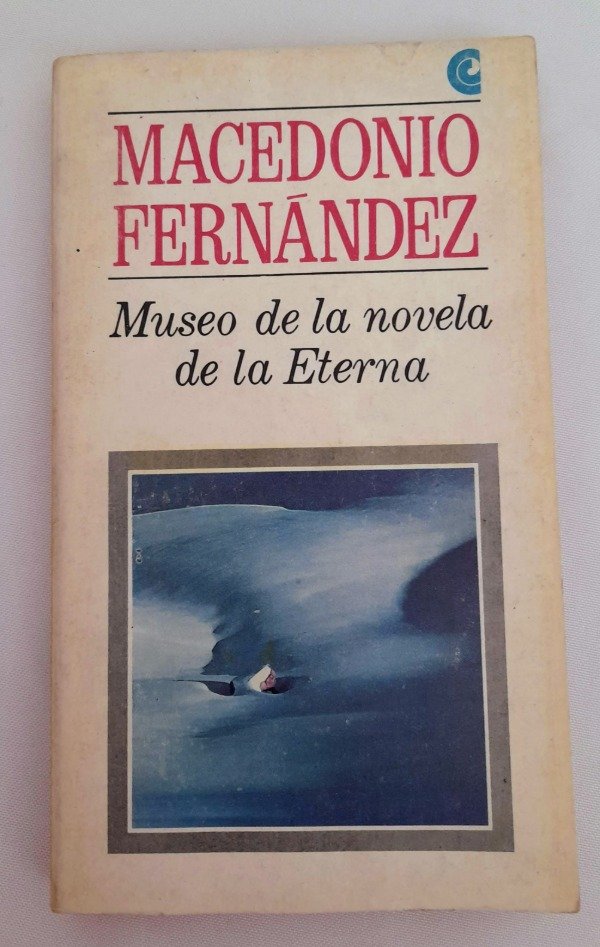 MACEDONIO
FERNÁNDEZ
Museo de la novela
de la Eterna